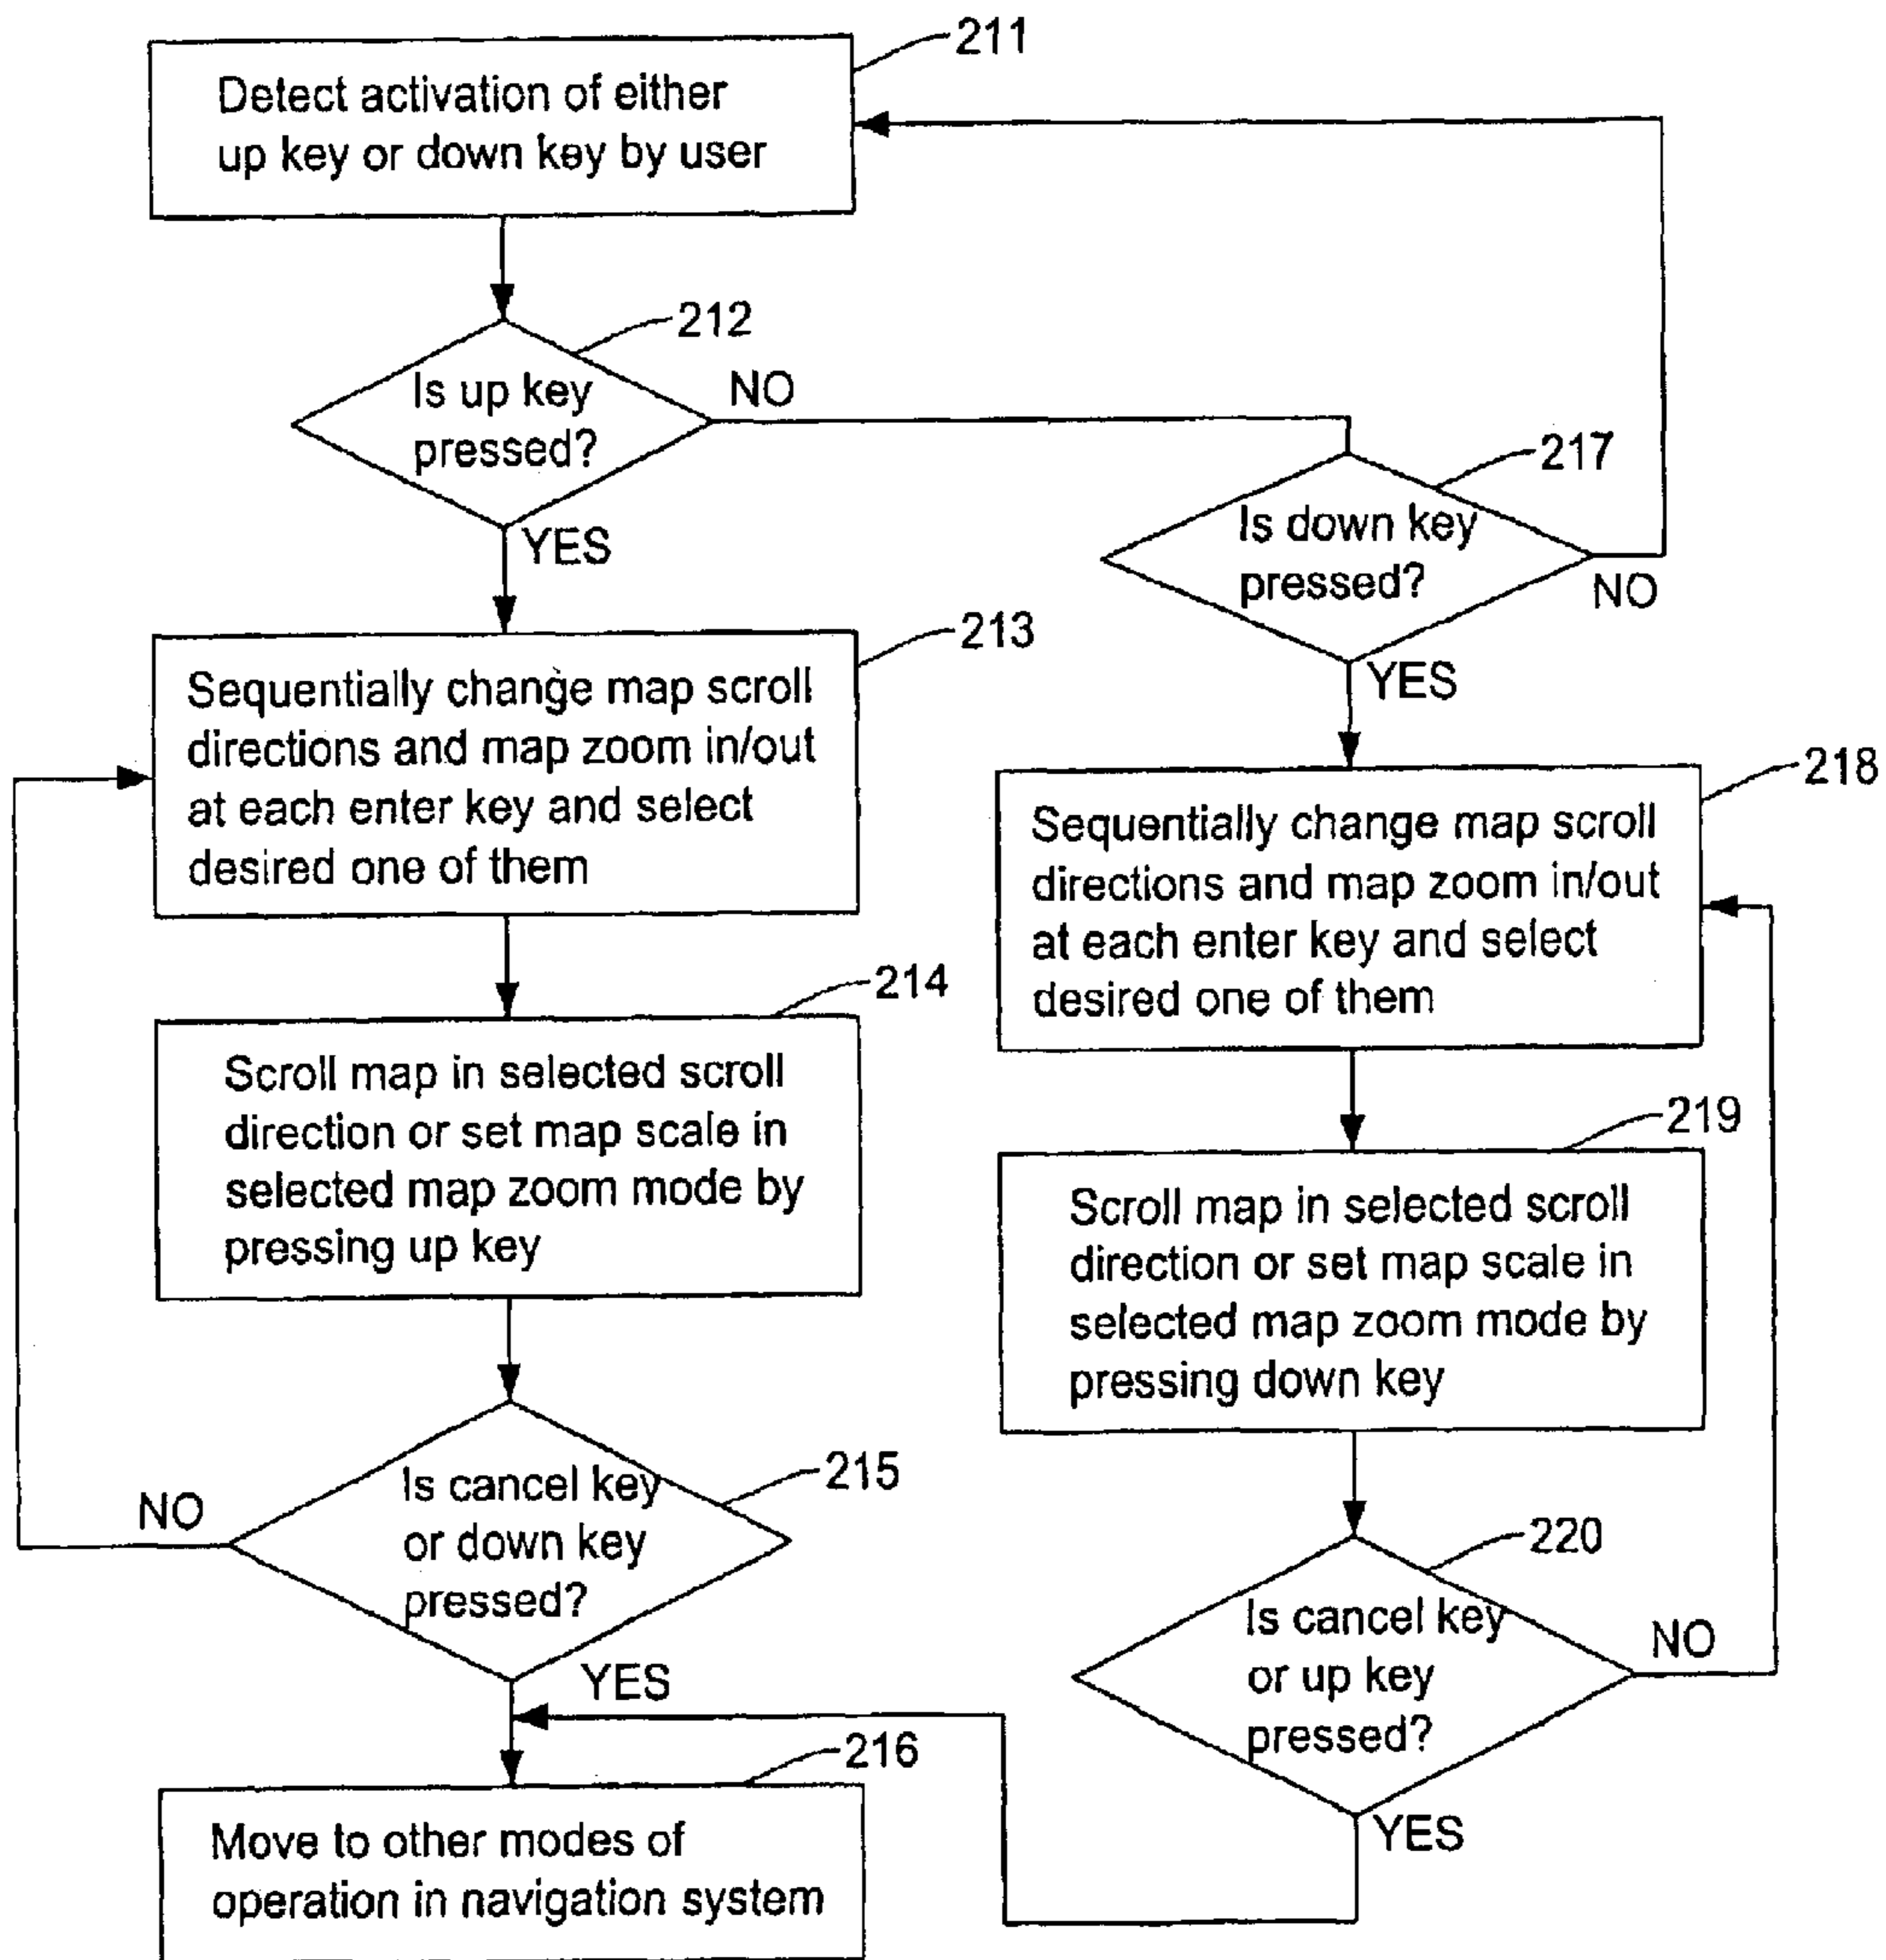 211
Detect activation of either
up key or down key by user
212
Is up key
pressed?
NO
YES
217
Is down key
pressed?
NO
YES
213
Sequentially change map scroll
directions and map zoom in/out
at each enter key and select
desired one of them
218
Sequentially change map scroll
directions and map zoom in/out
at each enter key and select
desired one of them
214
Scroll map in selected scroll
direction or set map scale in
selected map zoom mode by
pressing up key
219
Scroll map in selected scroll
direction or set map scale in
selected map zoom mode by
pressing down key
215
Is cancel key
or down key
pressed?
NO
YES
220
Is cancel key
or up key
pressed?
NO
YES
216
Move to other modes of
operation in navigation system